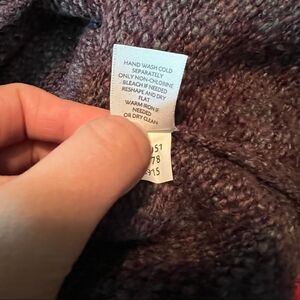 HAND WASH COLD
SEPARATELY
ONLY NON-CHLORINE
BLEACH IF NEEDED
RESHAPE AND DRY
FLAT
WARM IRON IF
NEEDED
OR DRY CLEAN